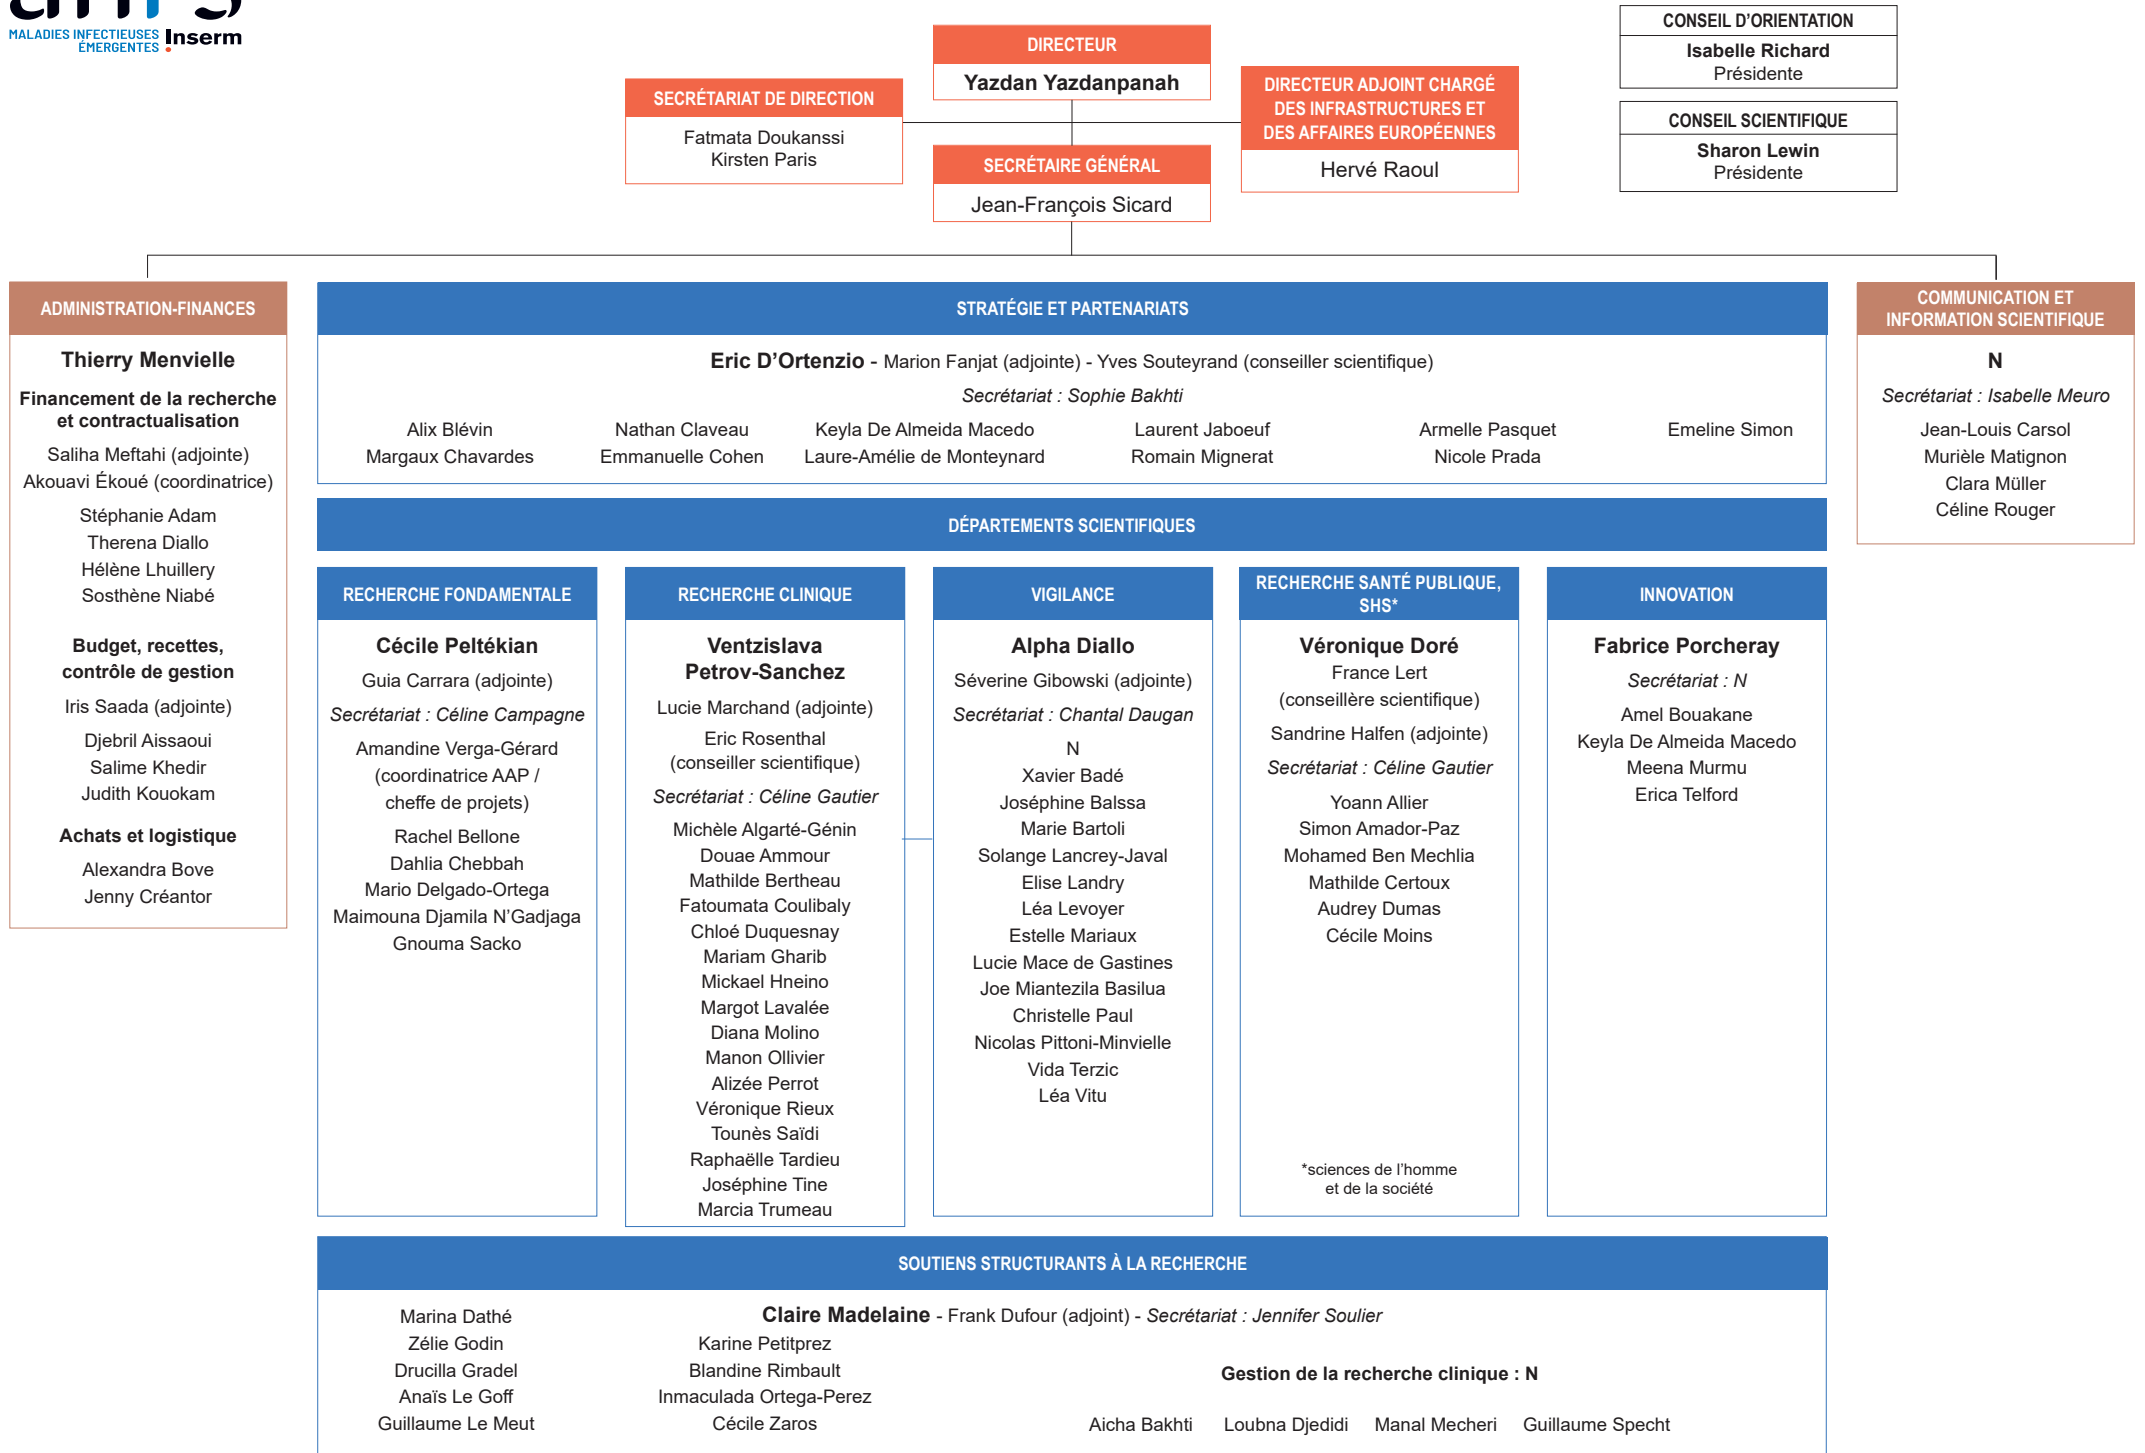 anrs
MALADIES INFECTIEUSES
ÉMERGENTES
Inserm
DIRECTEUR
Yazdan Yazdanpanah
SECRÉTARIAT DE DIRECTION
Fatmata Doukanssi
Kirsten Paris
DIRECTEUR ADJOINT CHARGÉ
DES INFRASTRUCTURES ET
DES AFFAIRES EUROPÉENNES
Hervé Raoul
SECRÉTAIRE GÉNÉRAL
Jean-François Sicard
CONSEIL D'ORIENTATION
Isabelle Richard
Présidente
CONSEIL SCIENTIFIQUE
Sharon Lewin
Présidente
ADMINISTRATION-FINANCES
Thierry Menvielle
Financement de la recherche
et contractualisation
Saliha Meftahi (adjointe)
Akouavi Ékoué (coordinatrice)
Stéphanie Adam
Therena Diallo
Hélène Lhuillery
Sosthène Niabé
Budget, recettes,
contrôle de gestion
Iris Saada (adjointe)
Djebril Aissaoui
Salime Khedir
Judith Kouokam
Achats et logistique
Alexandra Bove
Jenny Créantor
STRATÉGIE ET PARTENARIATS
Eric D'Ortenzio - Marion Fanjat (adjointe) - Yves Souteyrand (conseiller scientifique)
Secrétariat : Sophie Bakhti
Alix Blévin Nathan Claveau Keyla De Almeida Macedo Laurent Jaboeuf Armelle Pasquet Emeline Simon
Margaux Chavardes Emmanuelle Cohen Laure-Amélie de Monteynard Romain Mignerat Nicole Prada
COMMUNICATION ET
INFORMATION SCIENTIFIQUE
N
Secrétariat : Isabelle Meuro
Jean-Louis Carsol
Murièle Matignon
Clara Müller
Céline Rouger
DÉPARTEMENTS SCIENTIFIQUES
RECHERCHE FONDAMENTALE
Cécile Peltékian
Guia Carrara (adjointe)
Secrétariat : Céline Campagne
Amandine Verga-Gérard
(coordinatrice AAP /
cheffe de projets)
Rachel Bellone
Dahlia Chebbah
Mario Delgado-Ortega
Maimouna Djamila N'Gadjaga
Gnouma Sacko
RECHERCHE CLINIQUE
Ventzislava
Petrov-Sanchez
Lucie Marchand (adjointe)
Eric Rosenthal
(conseiller scientifique)
Secrétariat : Céline Gautier
Michèle Algarté-Génin
Douae Ammour
Mathilde Bertheau
Fatoumata Coulibaly
Chloé Duquesnay
Mariam Gharib
Mickael Hneino
Margot Lavalée
Diana Molino
Manon Ollivier
Alizée Perrot
Véronique Rieux
Tounès Saïdi
Raphaëlle Tardieu
Joséphine Tine
Marcia Trumeau
VIGILANCE
Alpha Diallo
Séverine Gibowski (adjointe)
Secrétariat : Chantal Daugan
N
Xavier Badé
Joséphine Balssa
Marie Bartoli
Solange Lancrey-Javal
Elise Landry
Léa Levoyer
Estelle Mariaux
Lucie Mace de Gastines
Joe Miantezila Basilua
Christelle Paul
Nicolas Pittoni-Minvielle
Vida Terzic
Léa Vitu
RECHERCHE SANTÉ PUBLIQUE,
SHS*
Véronique Doré
France Lert
(conseillère scientifique)
Sandrine Halfen (adjointe)
Secrétariat : Céline Gautier
Yoann Allier
Simon Amador-Paz
Mohamed Ben Mechlia
Mathilde Certoux
Audrey Dumas
Cécile Moins
*sciences de l'homme
et de la société
INNOVATION
Fabrice Porcheray
Secrétariat : N
Amel Bouakane
Keyla De Almeida Macedo
Meena Murmu
Erica Telford
SOUTIENS STRUCTURANTS À LA RECHERCHE
Claire Madelaine - Frank Dufour (adjoint) - Secrétariat : Jennifer Soulier
Marina Dathé
Zélie Godin
Drucilla Gradel
Anaïs Le Goff
Guillaume Le Meut
Karine Petitprez
Blandine Rimbault
Inmaculada Ortega-Perez
Cécile Zaros
Gestion de la recherche clinique : N
Aicha Bakhti Loubna Djedidi Manal Mecheri Guillaume Specht